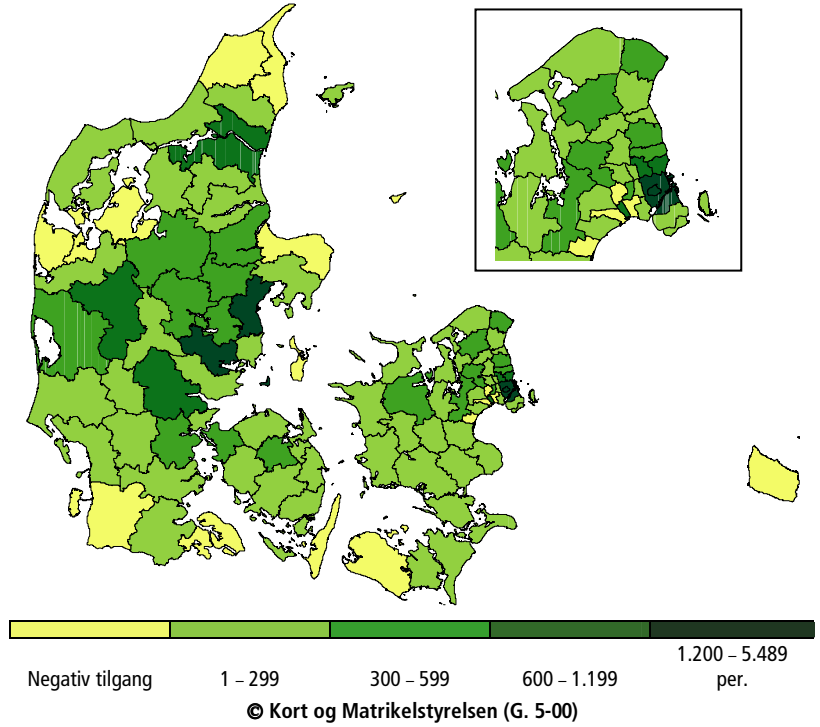 Negativ tilgang
1 – 299
300 – 599
600 – 1.199
1.200 – 5.489
per.
© Kort og Matrikelstyrelsen (G. 5-00)